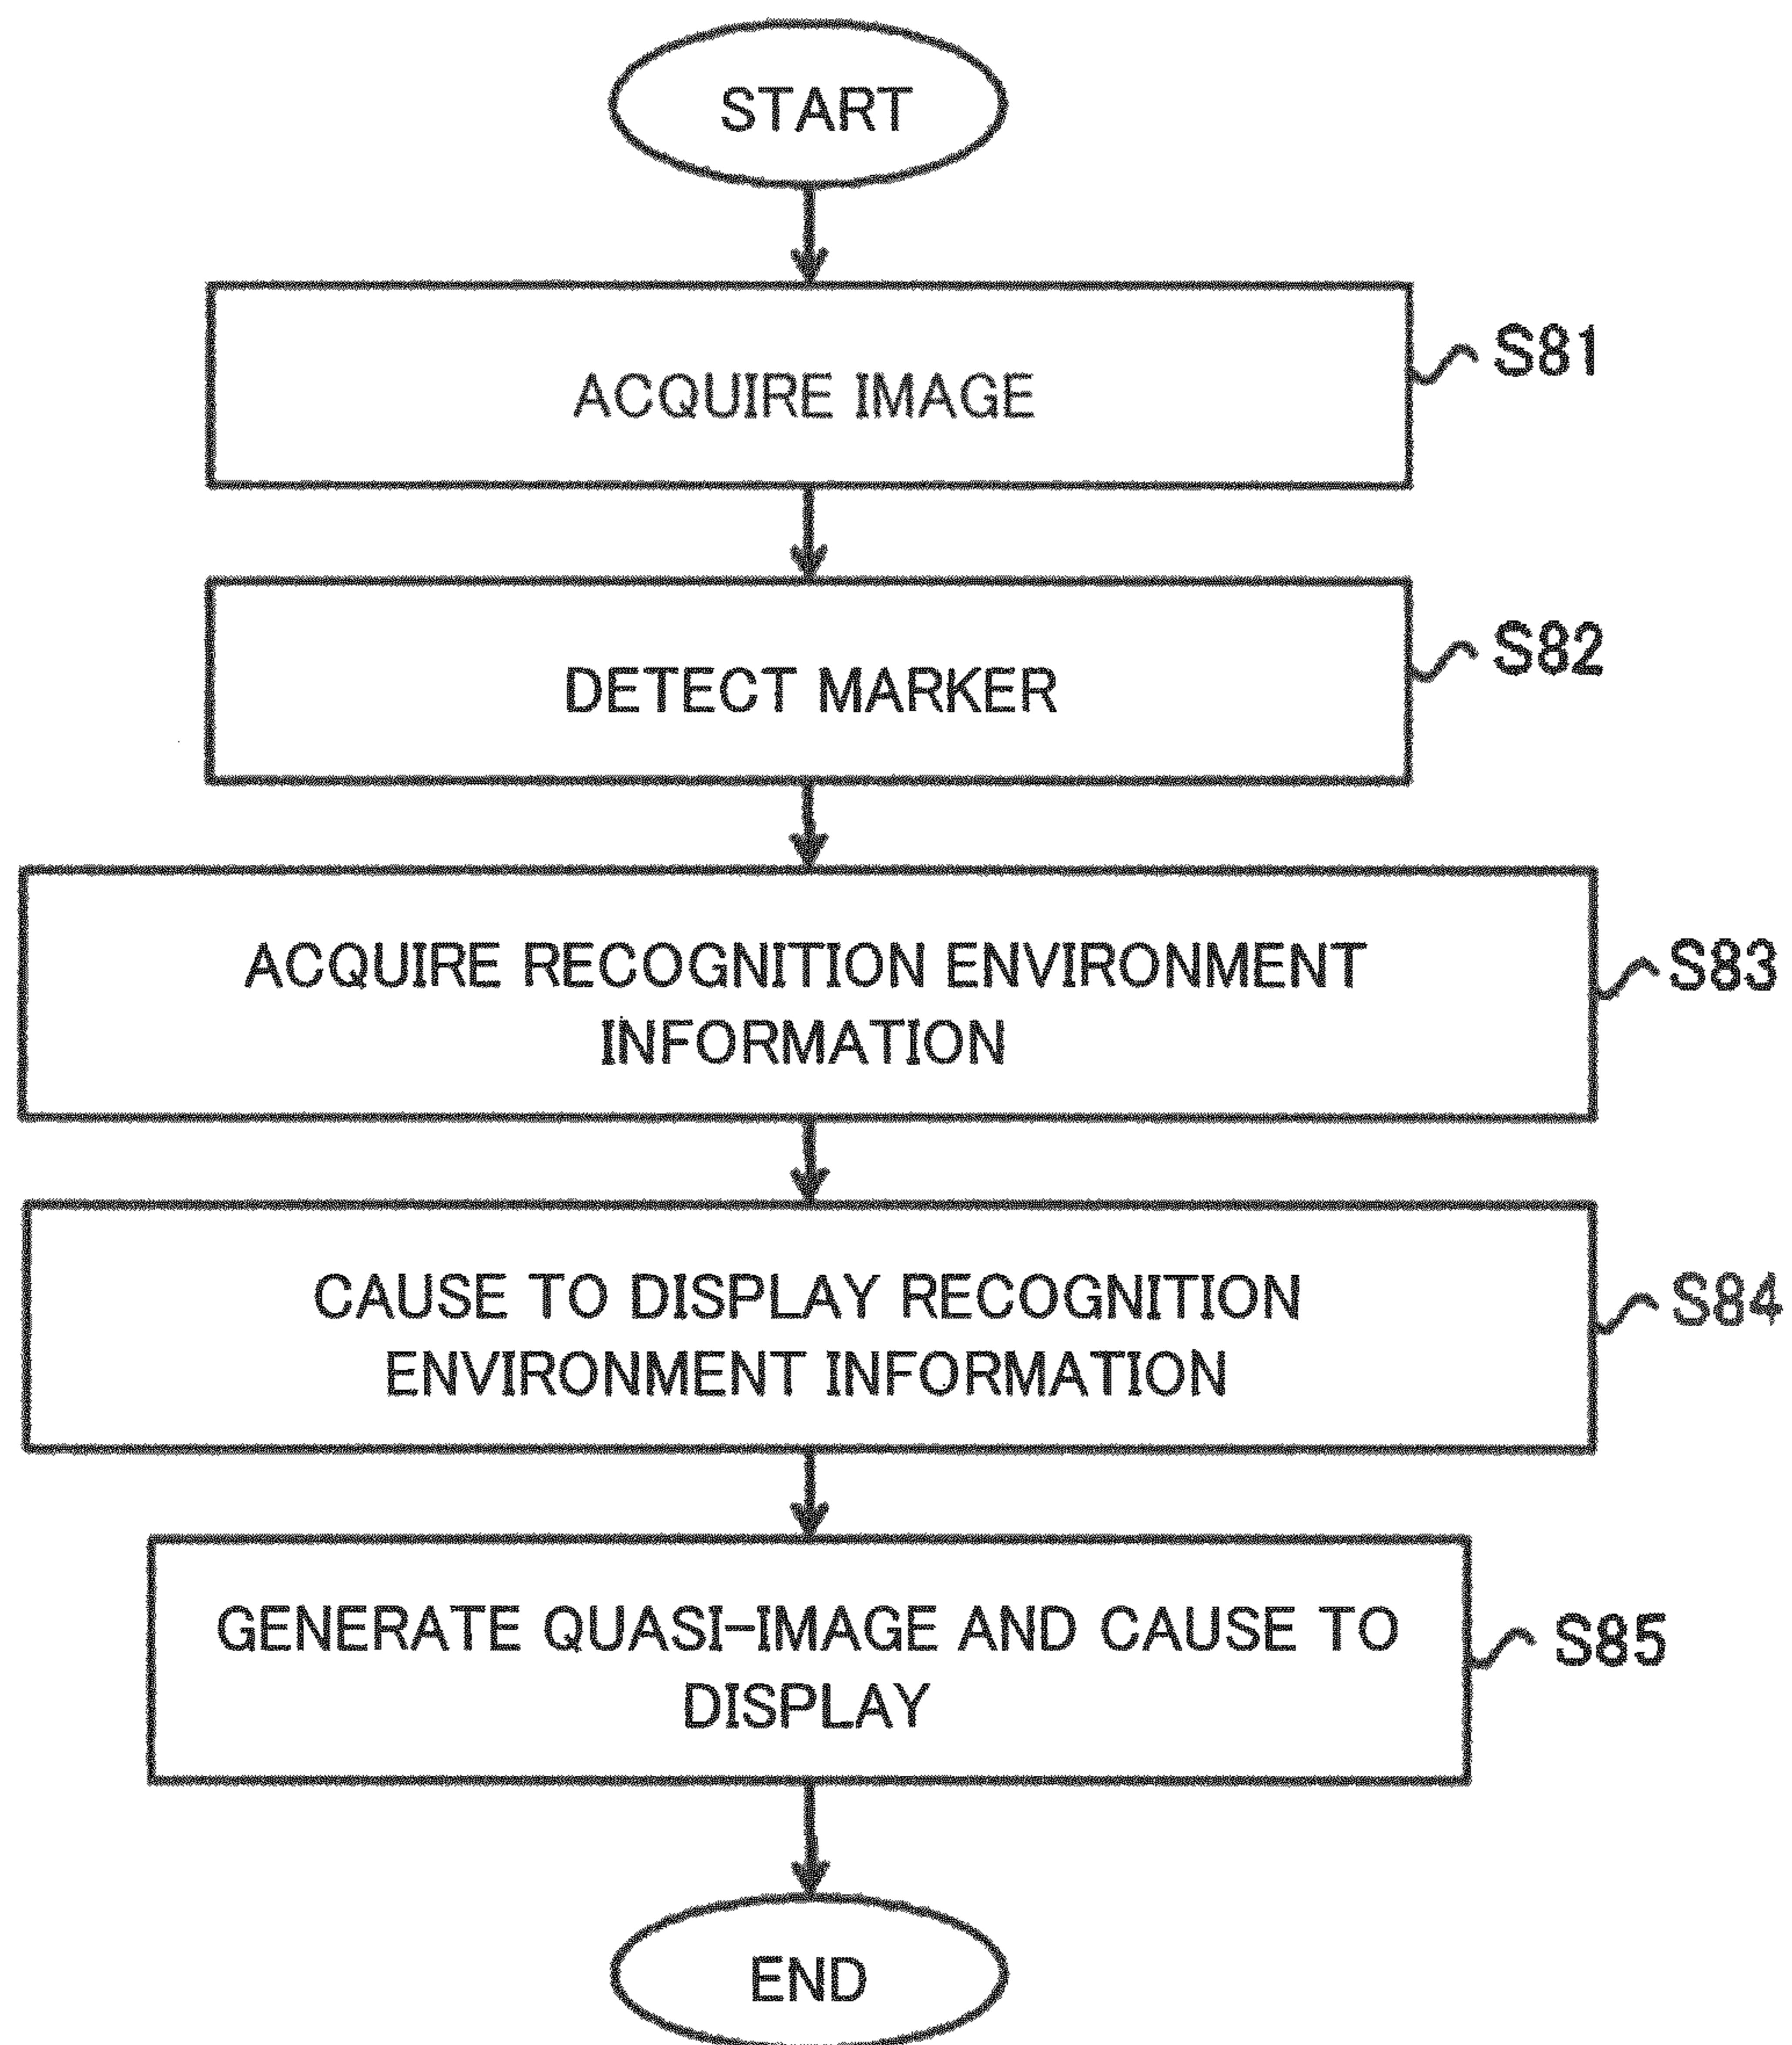 START
ACQUIRE IMAGE
S81
DETECT MARKER
S82
ACQUIRE RECOGNITION ENVIRONMENT
INFORMATION
S83
CAUSE TO DISPLAY RECOGNITION
ENVIRONMENT INFORMATION
S84
GENERATE QUASI-IMAGE AND CAUSE TO
DISPLAY
S85
END